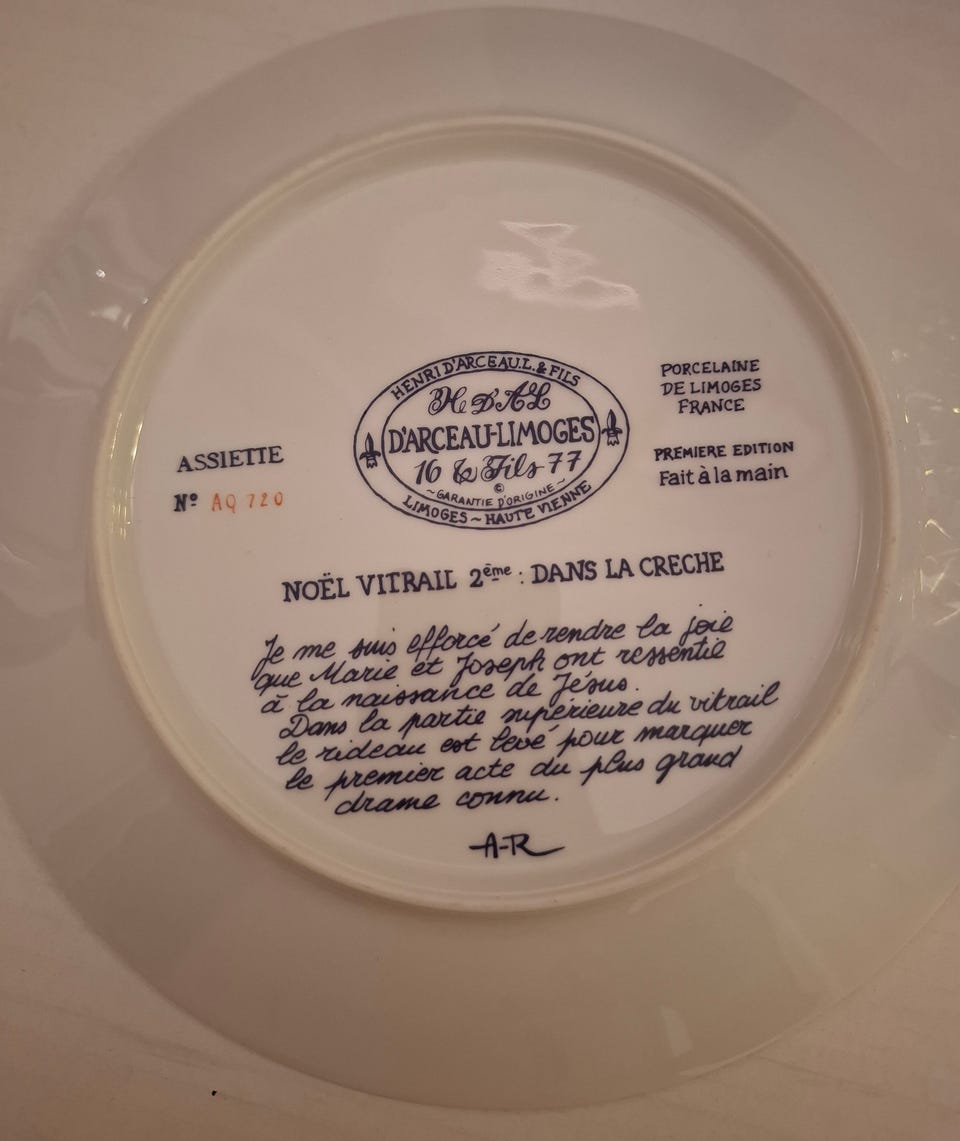 HENRI D'ARCEAU.L. & FILS
H D'AL
D'ARCEAU-LIMOGES
16 & Fils 77
©
~GARANTIE D'ORIGINE~
LIMOGES ~ HAUTE VIENNE
PORCELAINE
DE LIMOGES
FRANCE
PREMIERE EDITION
Fait à la main
ASSIETTE
Nº AQ 720
NOËL VITRAIL 2ème : DANS LA CRECHE
Je me suis efforcé de rendre la joie
que Marie et Joseph ont ressentie
à la naissance de Jésus.
Dans la partie supérieure du vitrail
le rideau est levé pour marquer
le premier acte du plus grand
drame connu.
A-R